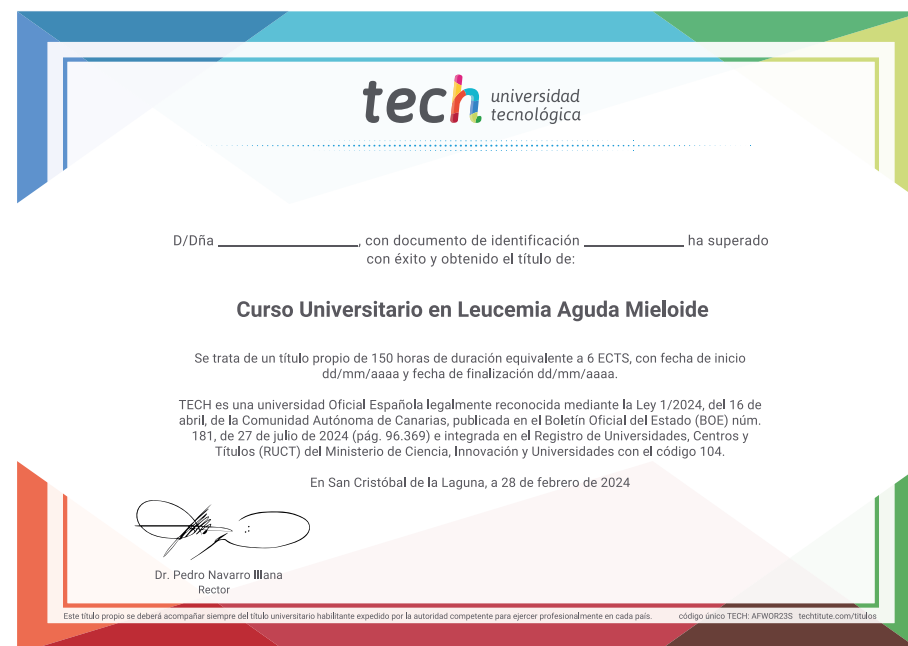 tech universidad
tecnológica
D/Dña ____________________, con documento de identificación ______________ ha superado
con éxito y obtenido el título de:
Curso Universitario en Leucemia Aguda Mieloide
Se trata de un título propio de 150 horas de duración equivalente a 6 ECTS, con fecha de inicio
dd/mm/aaaa y fecha de finalización dd/mm/aaaa.
TECH es una universidad Oficial Española legalmente reconocida mediante la Ley 1/2024, del 16 de
abril, de la Comunidad Autónoma de Canarias, publicada en el Boletín Oficial del Estado (BOE) núm.
181, de 27 de julio de 2024 (pág. 96.369) e integrada en el Registro de Universidades, Centros y
Títulos (RUCT) del Ministerio de Ciencia, Innovación y Universidades con el código 104.
En San Cristóbal de la Laguna, a 28 de febrero de 2024
Dr. Pedro Navarro Illana
Rector
Este título propio se deberá acompañar siempre del título universitario habilitante expedido por la autoridad competente para ejercer profesionalmente en cada país. código único TECH: AFWOR23S techtitute.com/titulos